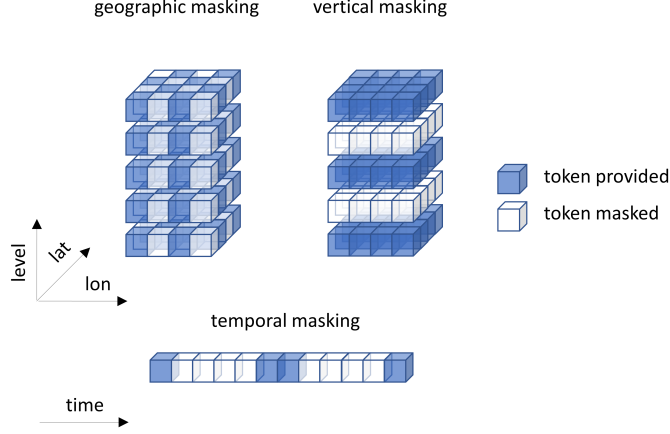 geographic masking
vertical masking
token provided
token masked
level
lat
lon
temporal masking
time